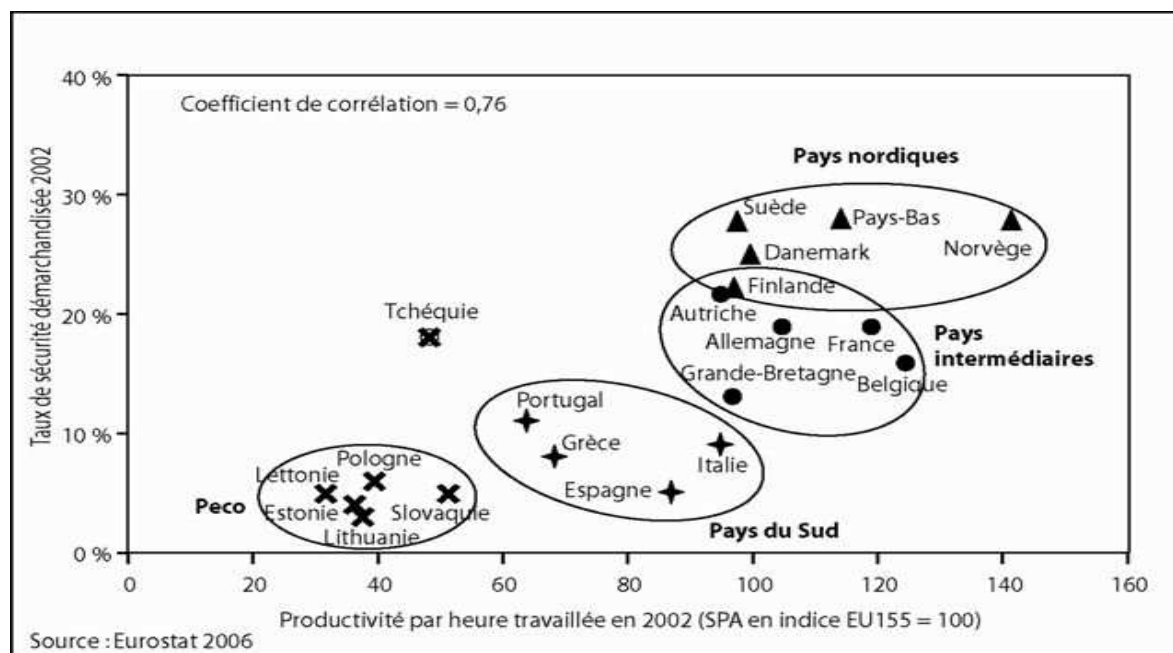 40 %
Coefficient de corrélation = 0,76
Pays nordiques
30 %
Suède
Pays-Bas
Danemark
Norvège
Finlande
20 %
Tchéquie
Autriche
Allemagne
France
Pays
intermédiaires
Grande-Bretagne
Belgique
Portugal
10 %
Grèce
Italie
Pologne
Lettonie
Espagne
Peco
Estonie
Slovaquie
Lithuanie
Pays du Sud
0 %
Taux de sécurité démarchandisée 2002
0 20 40 60 80 100 120 140 160
Productivité par heure travaillée en 2002 (SPA en indice EU155 = 100)
Source : Eurostat 2006